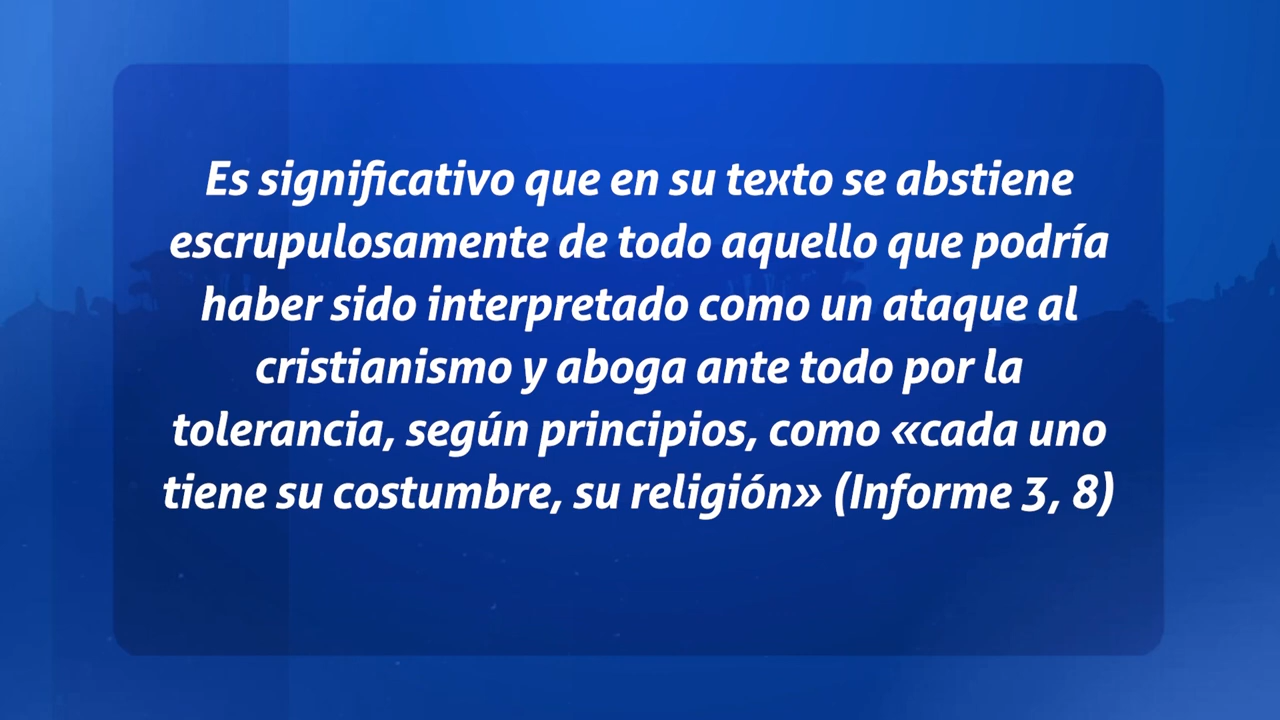 Es significativo que en su texto se abstiene
escrupulosamente de todo aquello que podría
haber sido interpretado como un ataque al
cristianismo y aboga ante todo por la
tolerancia, según principios, como «cada uno
tiene su costumbre, su religión» (Informe 3, 8)